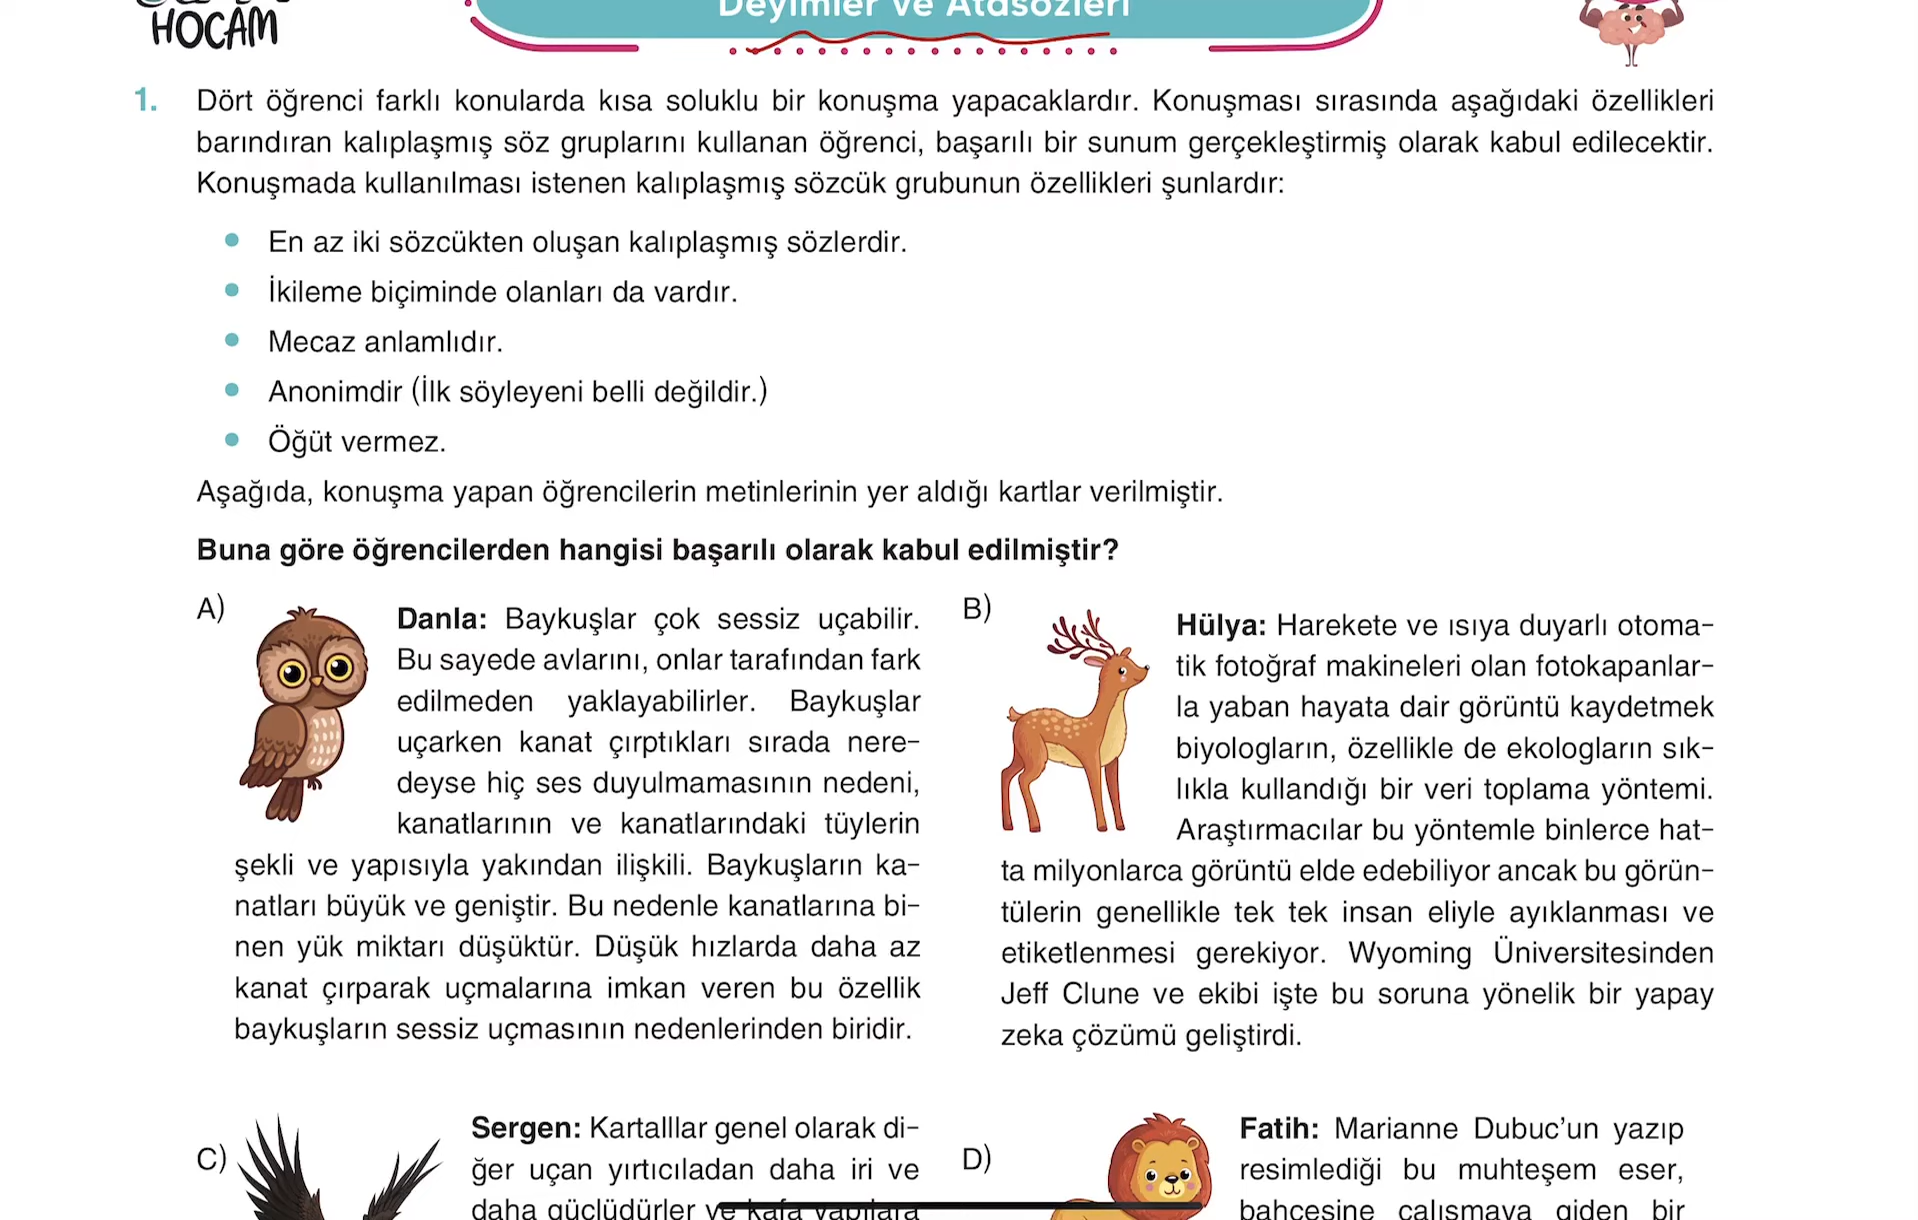 HOCAM
Deyimler ve Atasözleri
1. Dört öğrenci farklı konularda kısa soluklu bir konuşma yapacaklardır. Konuşması sırasında aşağıdaki özellikleri
barındıran kalıplaşmış söz gruplarını kullanan öğrenci, başarılı bir sunum gerçekleştirmiş olarak kabul edilecektir.
Konuşmada kullanılması istenen kalıplaşmış sözcük grubunun özellikleri şunlardır:
• En az iki sözcükten oluşan kalıplaşmış sözlerdir.
• İkileme biçiminde olanları da vardır.
• Mecaz anlamlıdır.
• Anonimdir (İlk söyleyeni belli değildir.)
• Öğüt vermez.
Aşağıda, konuşma yapan öğrencilerin metinlerinin yer aldığı kartlar verilmiştir.
Buna göre öğrencilerden hangisi başarılı olarak kabul edilmiştir?
A)
Danla: Baykuşlar çok sessiz uçabilir.
Bu sayede avlarını, onlar tarafından fark
edilmeden yaklayabilirler. Baykuşlar
uçarken kanat çırptıkları sırada nere-
deyse hiç ses duyulmamasının nedeni,
kanatlarının ve kanatlarındaki tüylerin
şekli ve yapısıyla yakından ilişkili. Baykuşların ka-
natları büyük ve geniştir. Bu nedenle kanatlarına bi-
nen yük miktarı düşüktür. Düşük hızlarda daha az
kanat çırparak uçmalarına imkan veren bu özellik
baykuşların sessiz uçmasının nedenlerinden biridir.
B)
Hülya: Harekete ve ısıya duyarlı otoma-
tik fotoğraf makineleri olan fotokapanlar-
la yaban hayata dair görüntü kaydetmek
biyologların, özellikle de ekologların sık-
lıkla kullandığı bir veri toplama yöntemi.
Araştırmacılar bu yöntemle binlerce hat-
ta milyonlarca görüntü elde edebiliyor ancak bu görün-
tülerin genellikle tek tek insan eliyle ayıklanması ve
etiketlenmesi gerekiyor. Wyoming Üniversitesinden
Jeff Clune ve ekibi işte bu soruna yönelik bir yapay
zeka çözümü geliştirdi.
C)
Sergen: Kartalllar genel olarak di-
ğer uçan yırtıcıladan daha iri ve
daha güçlüdürler ve kafa yapılara
D)
Fatih: Marianne Dubuc'un yazıp
resimlediği bu muhteşem eser,
bahçesine çalışmaya giden bir